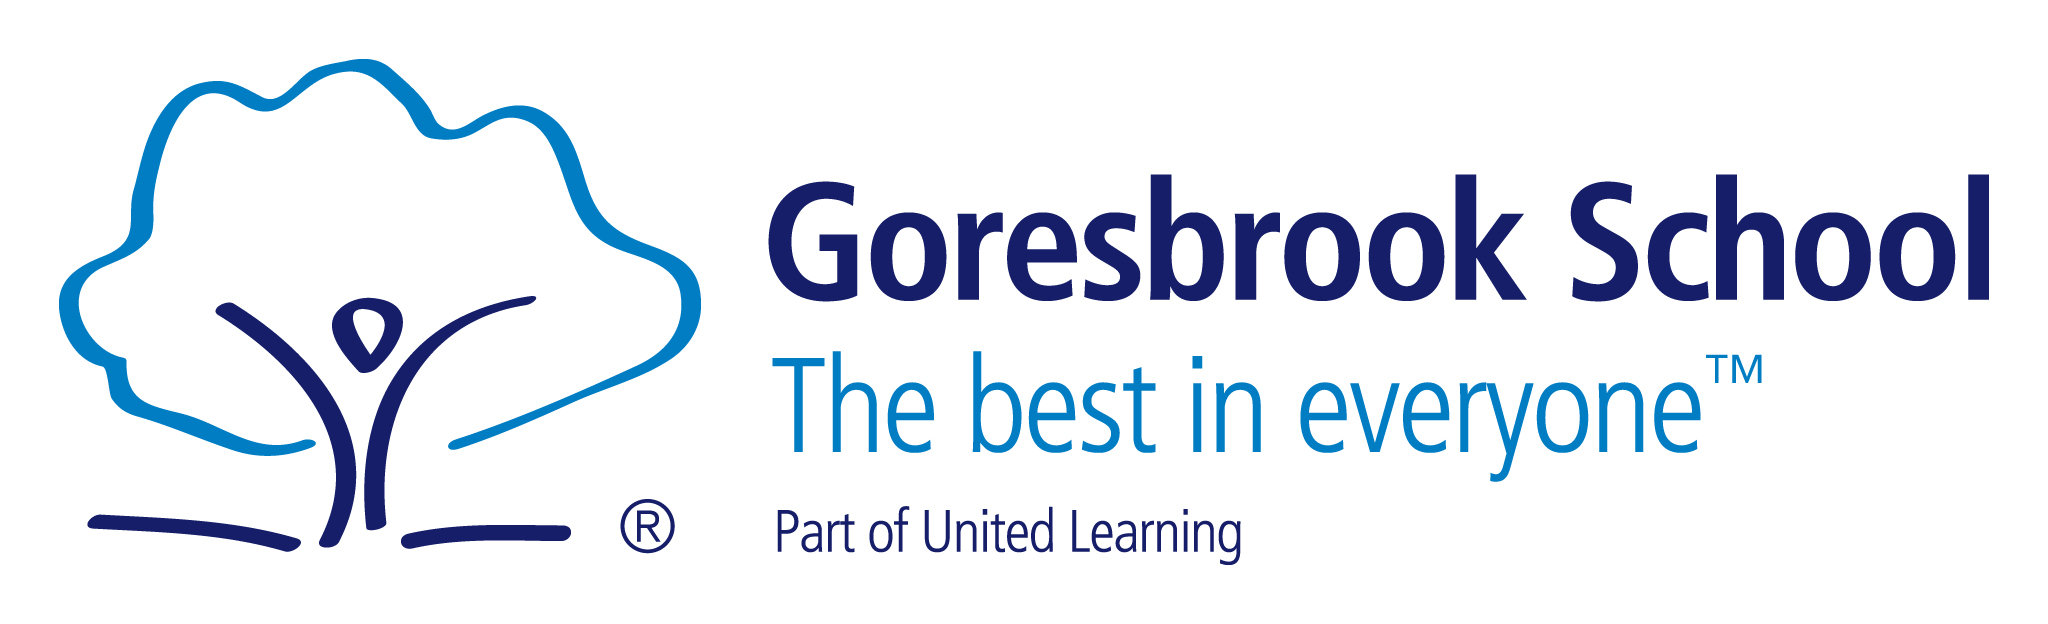 Goresbrook School
The best in everyone™
®
Part of United Learning